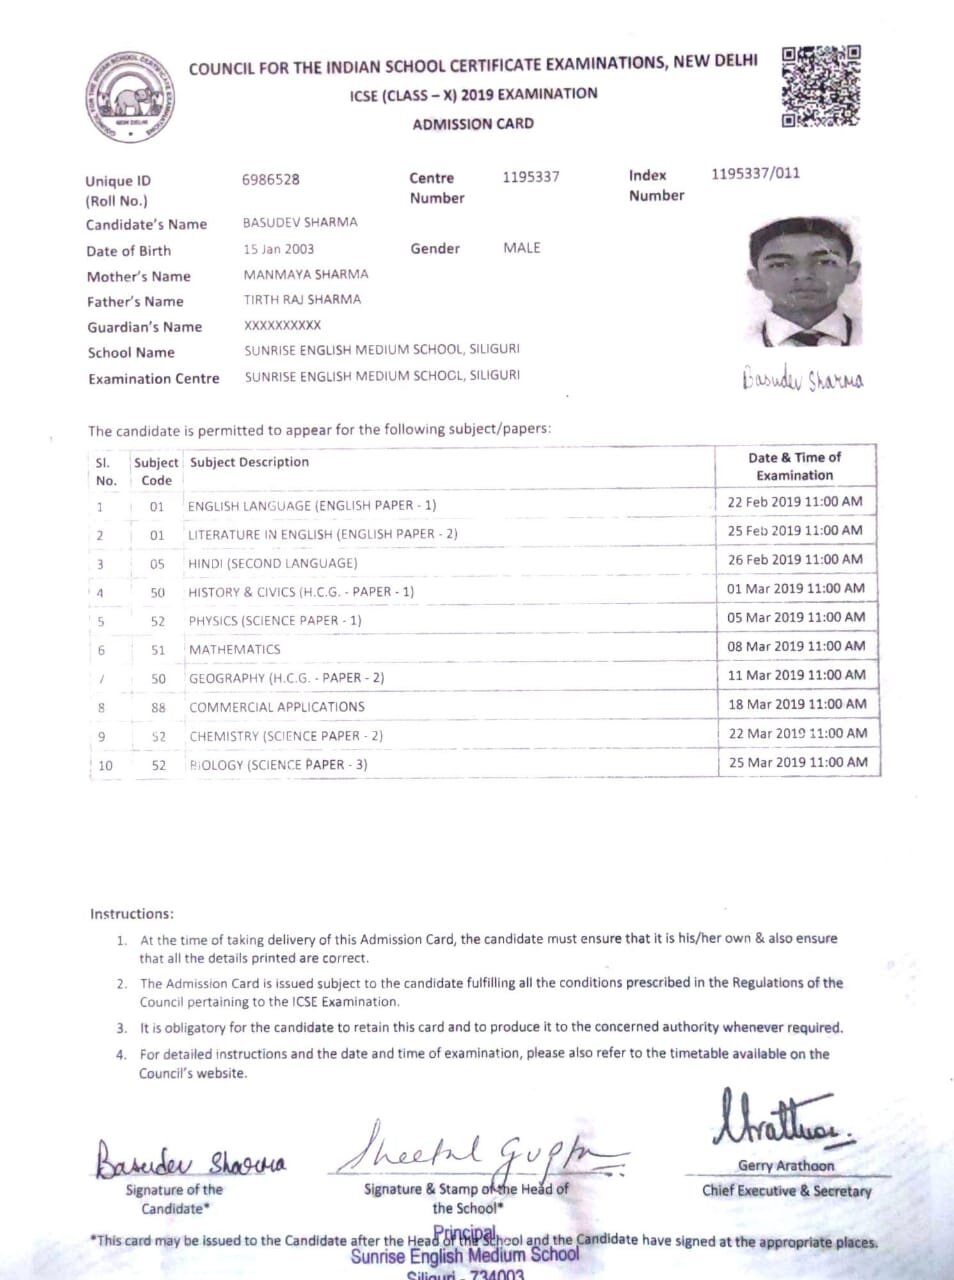 COUNCIL FOR THE INDIAN SCHOOL CERTIFICATE EXAMINATIONS, NEW DELHI
ICSE (CLASS – X) 2019 EXAMINATION
ADMISSION CARD
COUNCIL FOR THE INDIAN SCHOOL CERTIFICATE EXAMINATIONS
NEW DELHI
Unique ID (Roll No.) 6986528 Centre Number 1195337 Index Number 1195337/011
Candidate's Name BASUDEV SHARMA
Date of Birth 15 Jan 2003 Gender MALE
Mother's Name MANMAYA SHARMA
Father's Name TIRTH RAJ SHARMA
Guardian's Name XXXXXXXXXX
School Name SUNRISE ENGLISH MEDIUM SCHOOL, SILIGURI
Examination Centre SUNRISE ENGLISH MEDIUM SCHOOL, SILIGURI
Basudev Sharma
The candidate is permitted to appear for the following subject/papers:
Sl. No. Subject Code Subject Description Date & Time of Examination
1 01 ENGLISH LANGUAGE (ENGLISH PAPER - 1) 22 Feb 2019 11:00 AM
2 01 LITERATURE IN ENGLISH (ENGLISH PAPER - 2) 25 Feb 2019 11:00 AM
3 05 HINDI (SECOND LANGUAGE) 26 Feb 2019 11:00 AM
4 50 HISTORY & CIVICS (H.C.G. - PAPER - 1) 01 Mar 2019 11:00 AM
5 52 PHYSICS (SCIENCE PAPER - 1) 05 Mar 2019 11:00 AM
6 51 MATHEMATICS 08 Mar 2019 11:00 AM
7 50 GEOGRAPHY (H.C.G. - PAPER - 2) 11 Mar 2019 11:00 AM
8 88 COMMERCIAL APPLICATIONS 18 Mar 2019 11:00 AM
9 52 CHEMISTRY (SCIENCE PAPER - 2) 22 Mar 2019 11:00 AM
10 52 BIOLOGY (SCIENCE PAPER - 3) 25 Mar 2019 11:00 AM
Instructions:
1. At the time of taking delivery of this Admission Card, the candidate must ensure that it is his/her own & also ensure
that all the details printed are correct.
2. The Admission Card is issued subject to the candidate fulfilling all the conditions prescribed in the Regulations of the
Council pertaining to the ICSE Examination.
3. It is obligatory for the candidate to retain this card and to produce it to the concerned authority whenever required.
4. For detailed instructions and the date and time of examination, please also refer to the timetable available on the
Council's website.
Basudev Sharma
Sheetal Gupta
Arathoon
Gerry Arathoon
Signature of the
Candidate*
Signature & Stamp of the Head of
the School*
Chief Executive & Secretary
Principal
*This card may be issued to the Candidate after the Head of the School and the Candidate have signed at the appropriate places.
Sunrise English Medium School
Siliguri - 734003